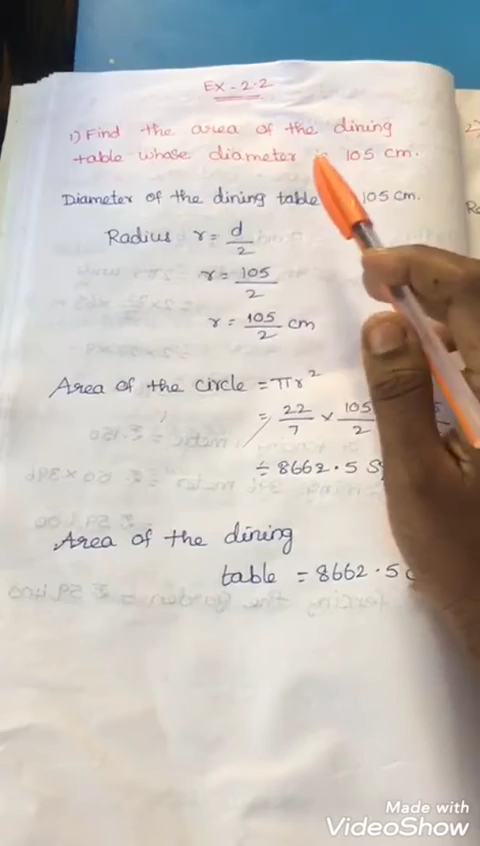 Ex - 2.2
1) Find the area of the dining
table whose diameter is 105 cm.
Diameter of the dining table 105 cm.
Radius r = d/2
r = 105/2
r = 105/2 cm
Area of the circle = πr²
= 22/7 × 105/2
= 8662.5
Area of the dining
table = 8662.5
Made with
VideoShow